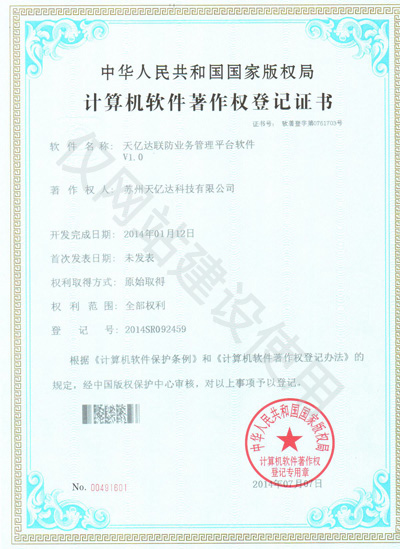 中华人民共和国国家版权局
计算机软件著作权登记证书
证书号： 软著登字第0761703号
软件名称： 天亿达联防业务管理平台软件
V1.0
著作权人： 苏州天亿达科技有限公司
开发完成日期： 2014年01月12日
首次发表日期： 未发表
权利取得方式： 原始取得
权利范围： 全部权利
登记号： 2014SR092459
根据《计算机软件保护条例》和《计算机软件著作权登记办法》的
规定，经中国版权保护中心审核，对以上事项予以登记。
中华人民共和国国家版权局
计算机软件著作权
登记专用章
2014年07月07日
No. 00491601
仅网站建设使用